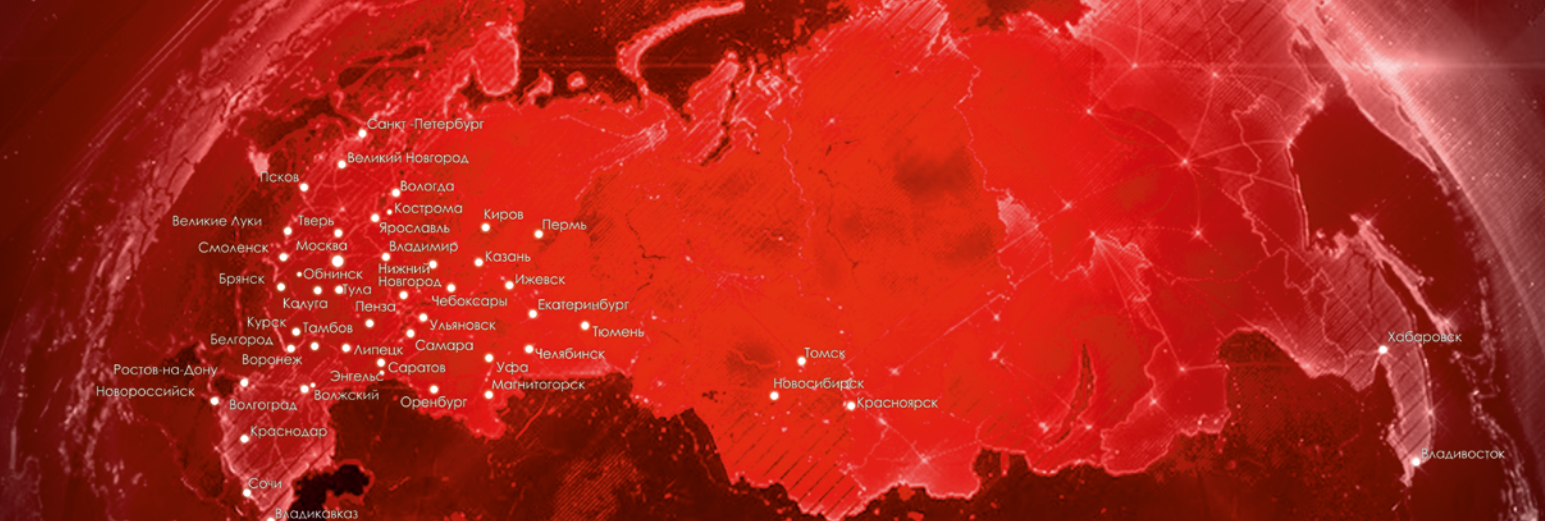 Санкт -Петербург
Великий Новгород
Псков
Вологда
Кострома
Киров
Великие Луки
Тверь
Ярославль
Пермь
Смоленск
Москва
Владимир
Казань
Обнинск
Нижний
Новгород
Брянск
Ижевск
Тула
Калуга
Пенза
Чебоксары
Екатеринбург
Курск
Тамбов
Ульяновск
Тюмень
Белгород
Самара
Хабаровск
Воронеж
Липецк
Челябинск
Томск
Ростов-на-Дону
Энгельс
Саратов
Уфа
Новороссийск
Магнитогорск
Новосибирск
Волгоград
Волжский
Оренбург
Красноярск
Краснодар
Владивосток
Сочи
Владикавказ